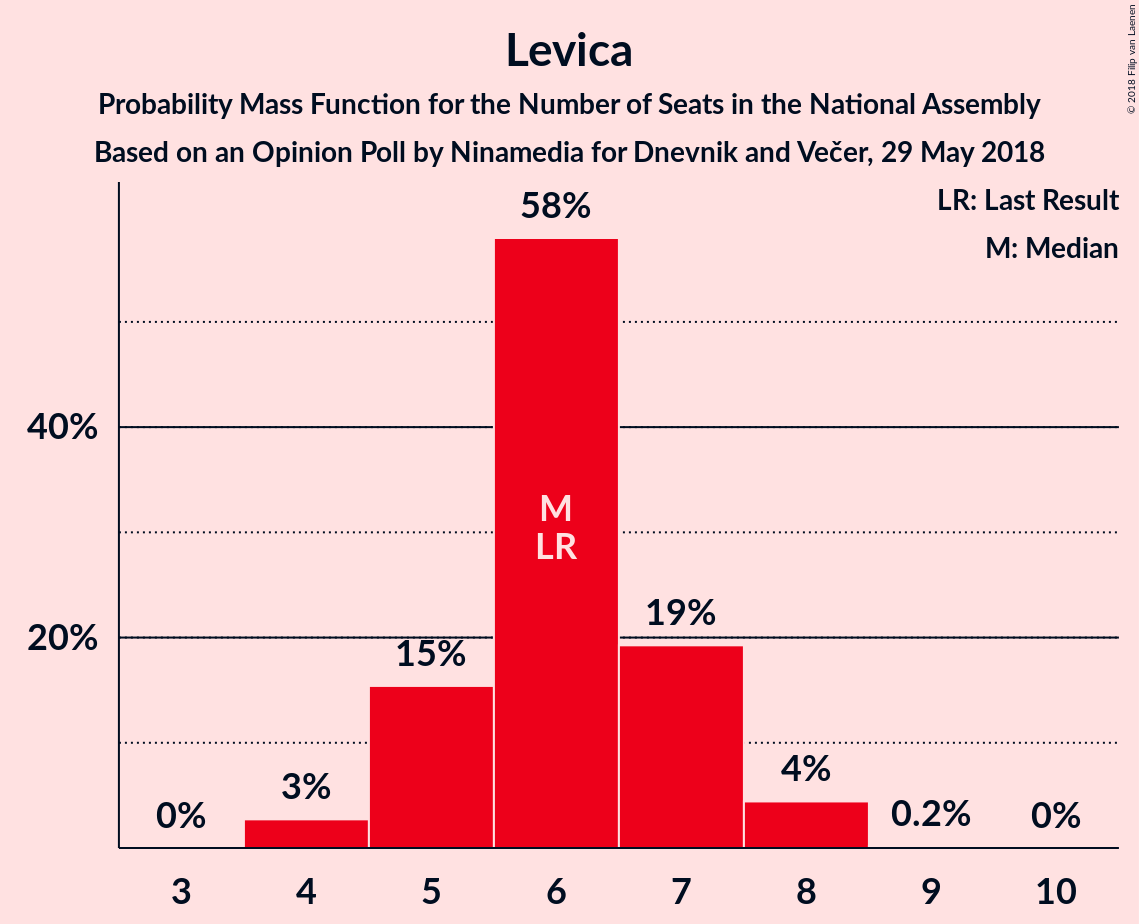 Levica
Probability Mass Function for the Number of Seats in the National Assembly
Based on an Opinion Poll by Ninamedia for Dnevnik and Večer, 29 May 2018
© 2018 Filip van Laenen
LR: Last Result
M: Median
58%
40%
M
LR
20%
19%
15%
3%
4%
0%
0.2%
0%
3 4 5 6 7 8 9 10